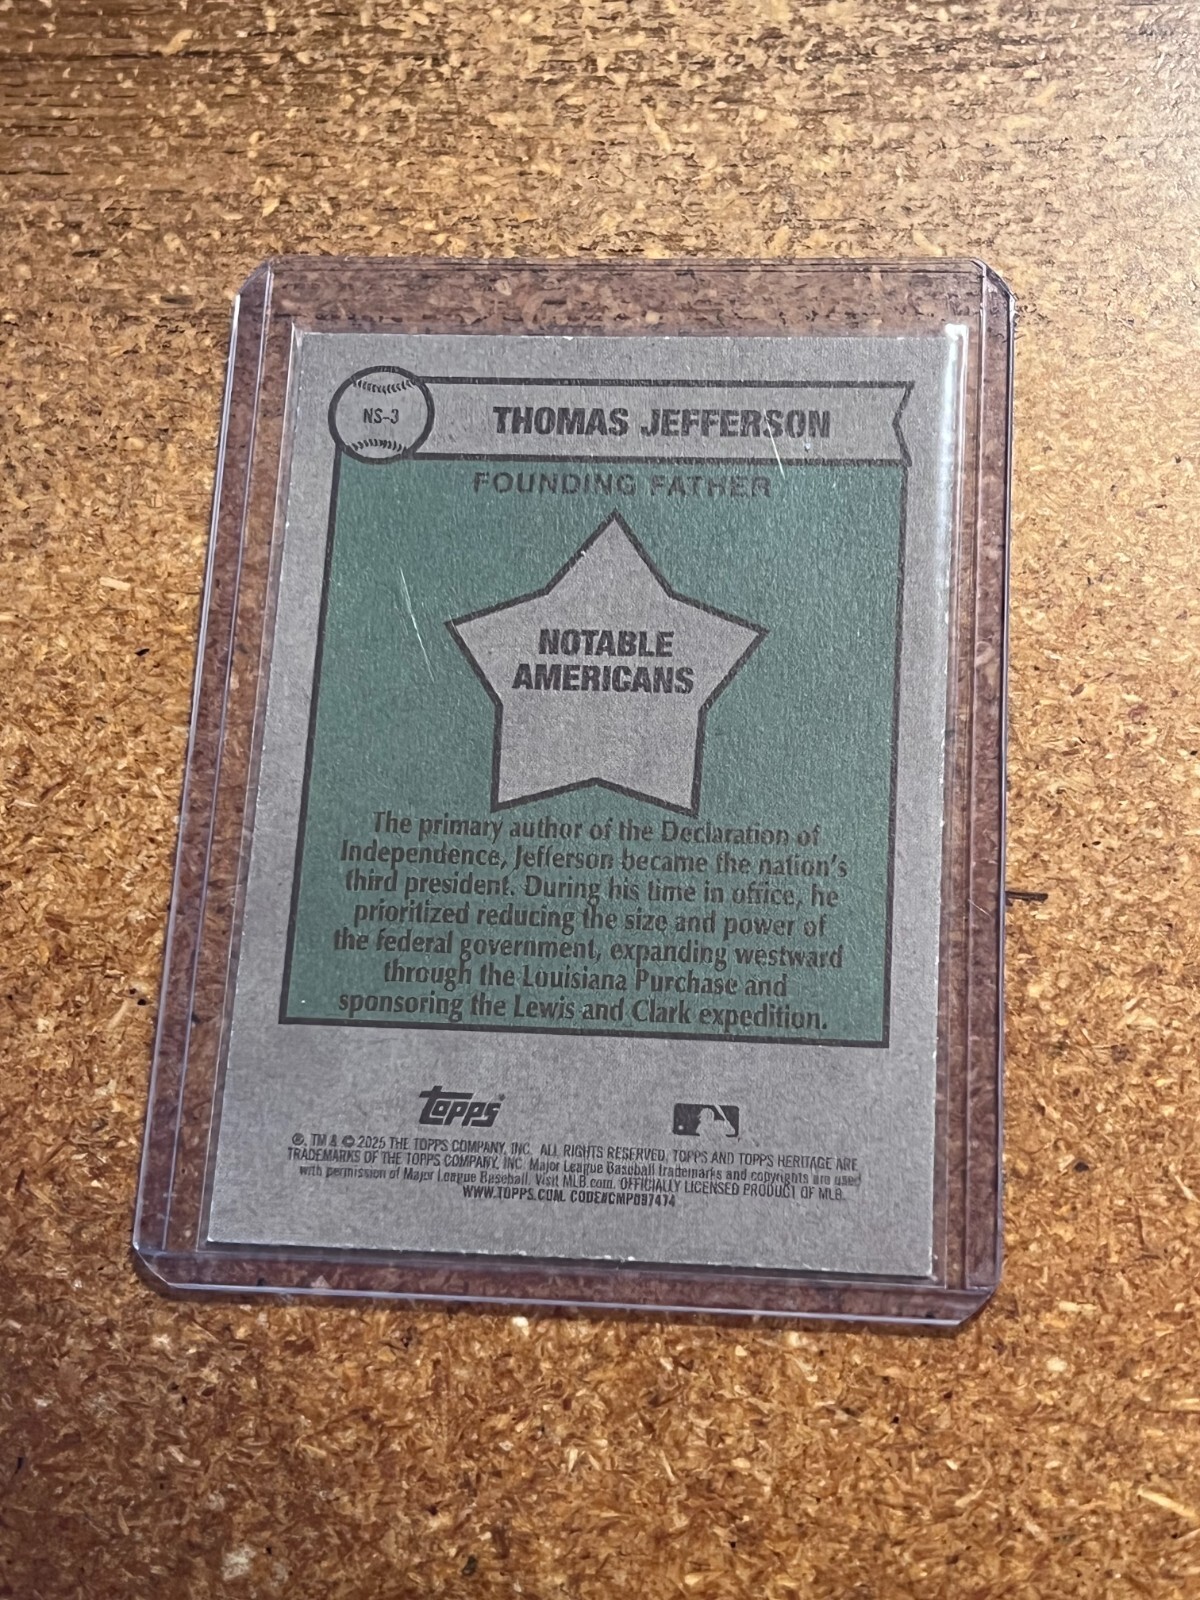 NS-3
THOMAS JEFFERSON
FOUNDING FATHER
NOTABLE
AMERICANS
The primary author of the Declaration of
Independence, Jefferson became the nation's
third president. During his time in office, he
prioritized reducing the size and power of
the federal government, expanding westward
through the Louisiana Purchase and
sponsoring the Lewis and Clark expedition.
topps®
®, TM & © 2025 THE TOPPS COMPANY, INC. ALL RIGHTS RESERVED. TOPPS AND TOPPS HERITAGE ARE
TRADEMARKS OF THE TOPPS COMPANY, INC. Major League Baseball trademarks and copyrights are used
with permission of Major League Baseball. Visit MLB.com. OFFICIALLY LICENSED PRODUCT OF MLB.
WWW.TOPPS.COM. CODE#CMP097474